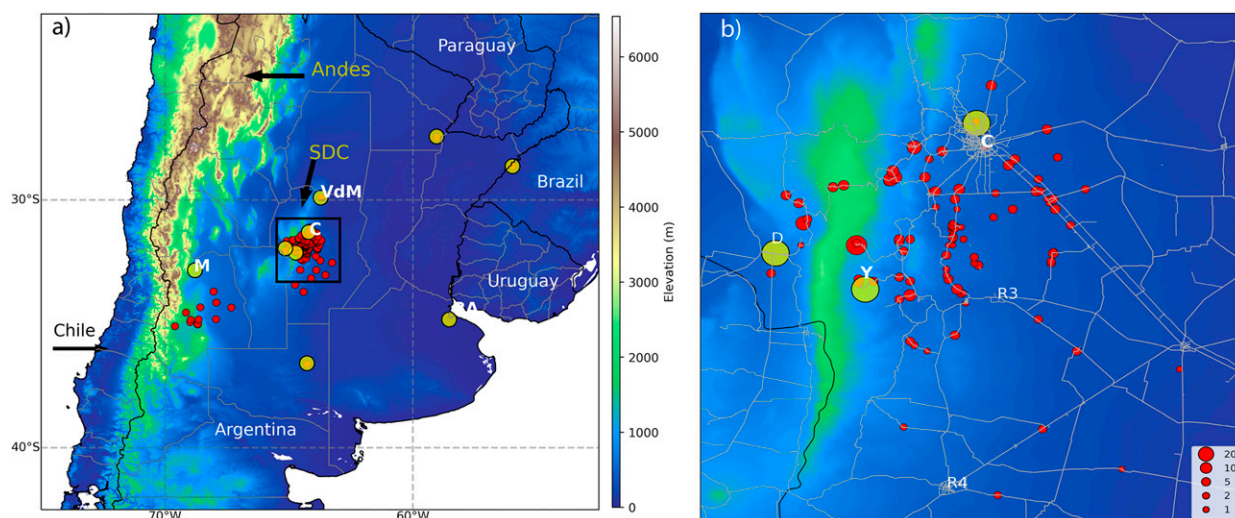 a)
Paraguay
Andes
SDC
VdM
Brazil
C
30°S
M
Uruguay
BA
Chile
Argentina
40°S
70°W
60°W
6000
5000
4000
3000
2000
1000
0
Elevation (m)
b)
C
D
Y
R3
R4
20
10
5
2
1